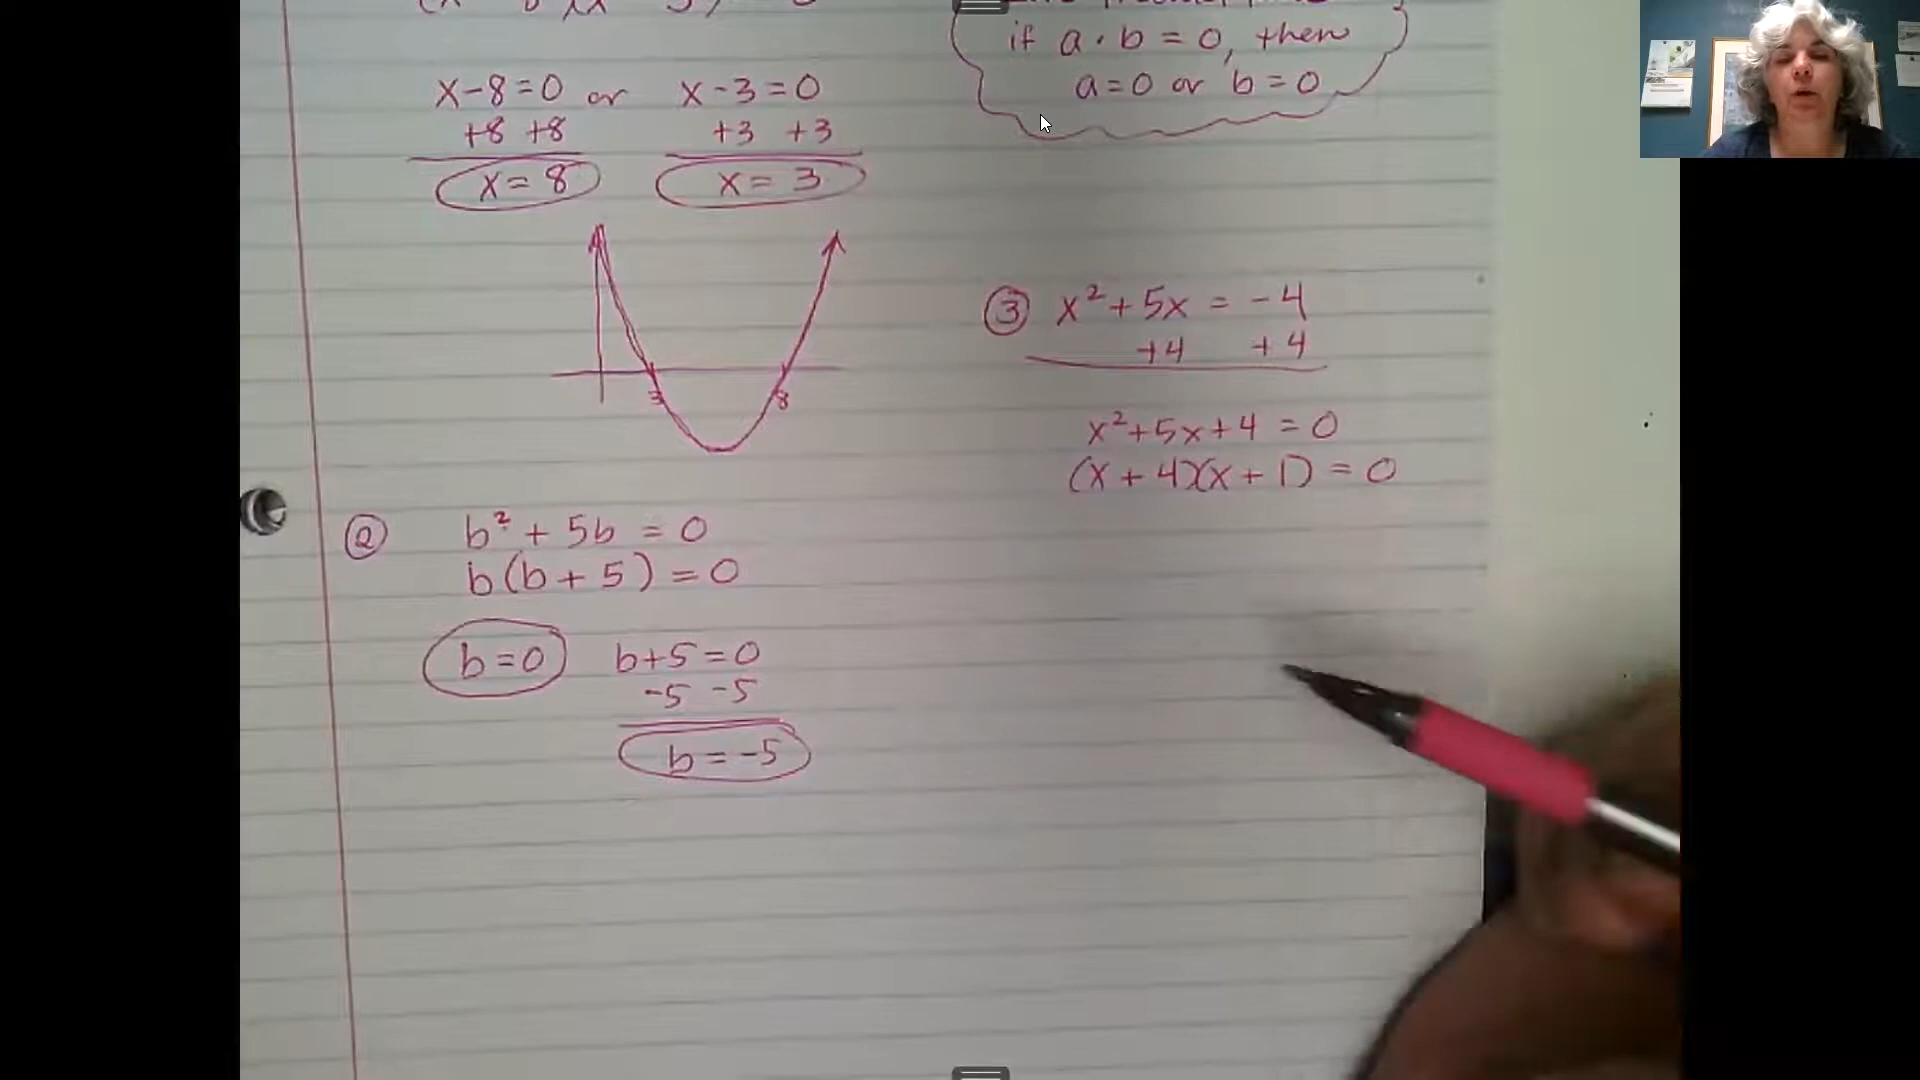 if a · b = 0, then
a = 0 or b = 0
x - 8 = 0 or x - 3 = 0
+8 +8 +3 +3
x = 8 x = 3
3 8
② b² + 5b = 0
b(b + 5) = 0
b = 0 b + 5 = 0
-5 -5
b = -5
③ x² + 5x = -4
+4 +4
x² + 5x + 4 = 0
(x + 4)(x + 1) = 0